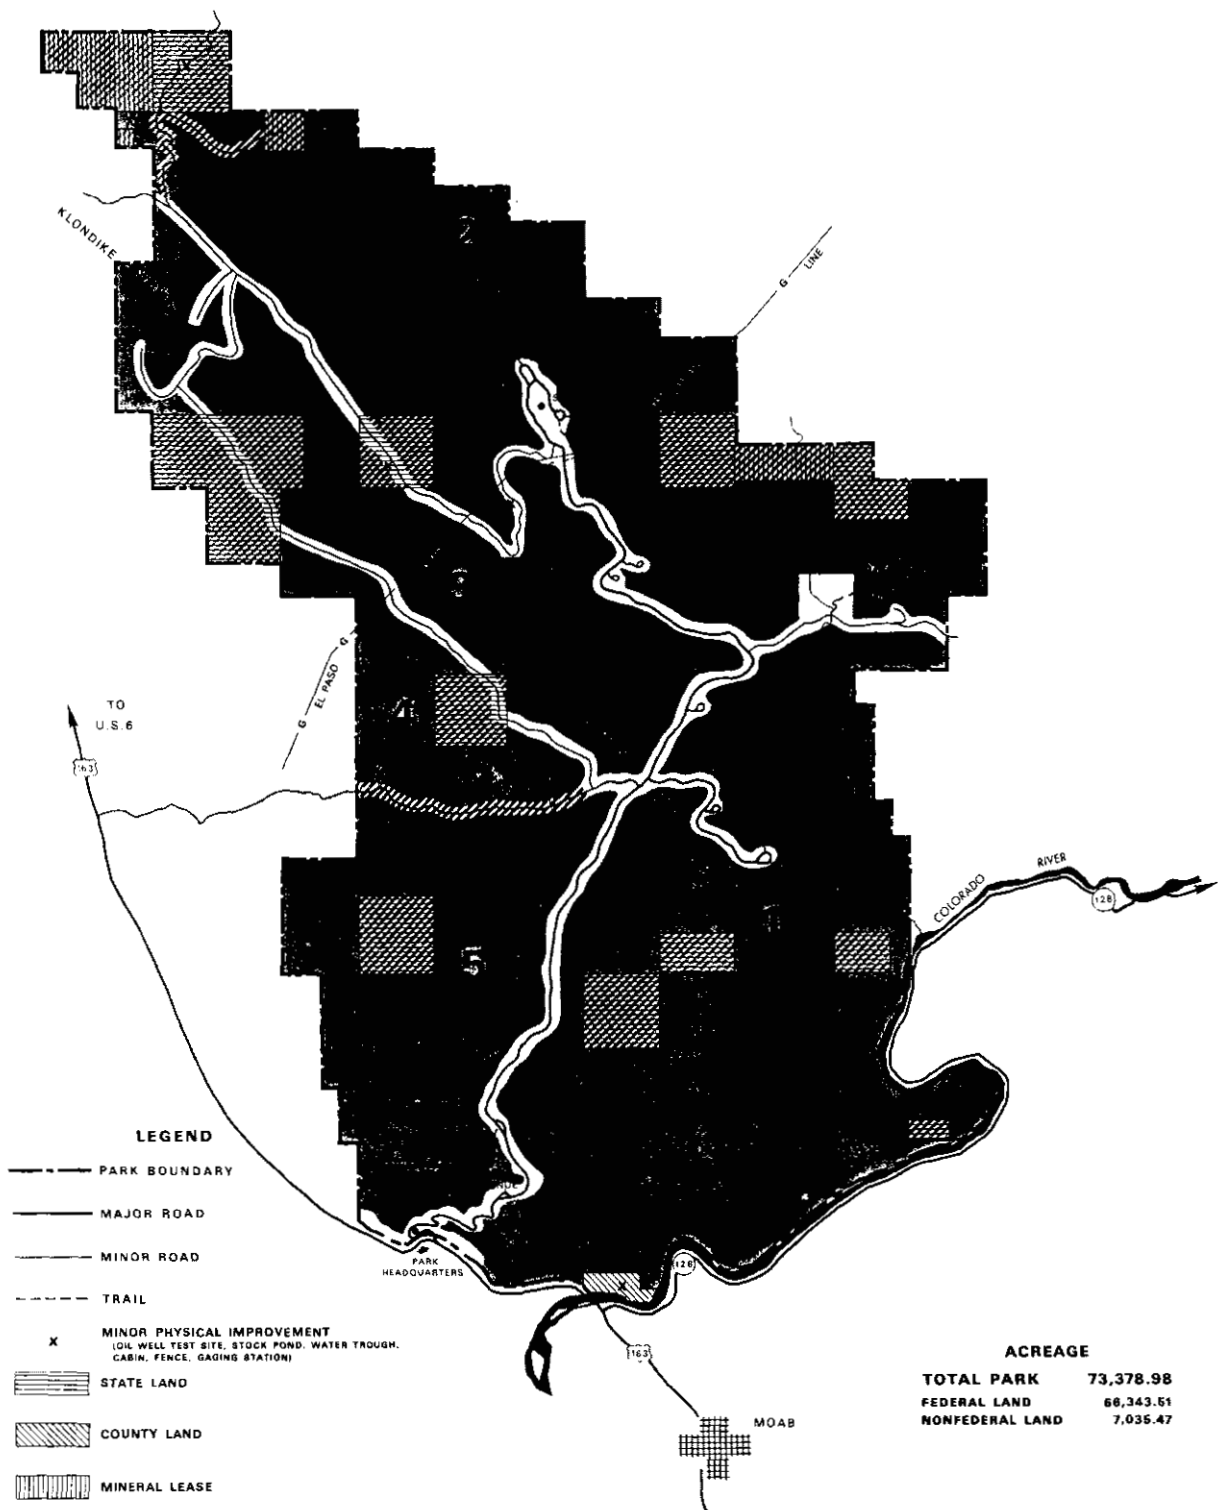 KLONDIKE
2
G LINE
3
G EL PASO G
4
TO
U.S.6
163
5
COLORADO RIVER
128
LEGEND
PARK BOUNDARY
MAJOR ROAD
MINOR ROAD
TRAIL
X MINOR PHYSICAL IMPROVEMENT
(OIL WELL TEST SITE, STOCK POND, WATER TROUGH,
CABIN, FENCE, GAGING STATION)
STATE LAND
COUNTY LAND
MINERAL LEASE
PARK
HEADQUARTERS
X
128
163
MOAB
ACREAGE
TOTAL PARK 73,378.98
FEDERAL LAND 66,343.51
NONFEDERAL LAND 7,035.47